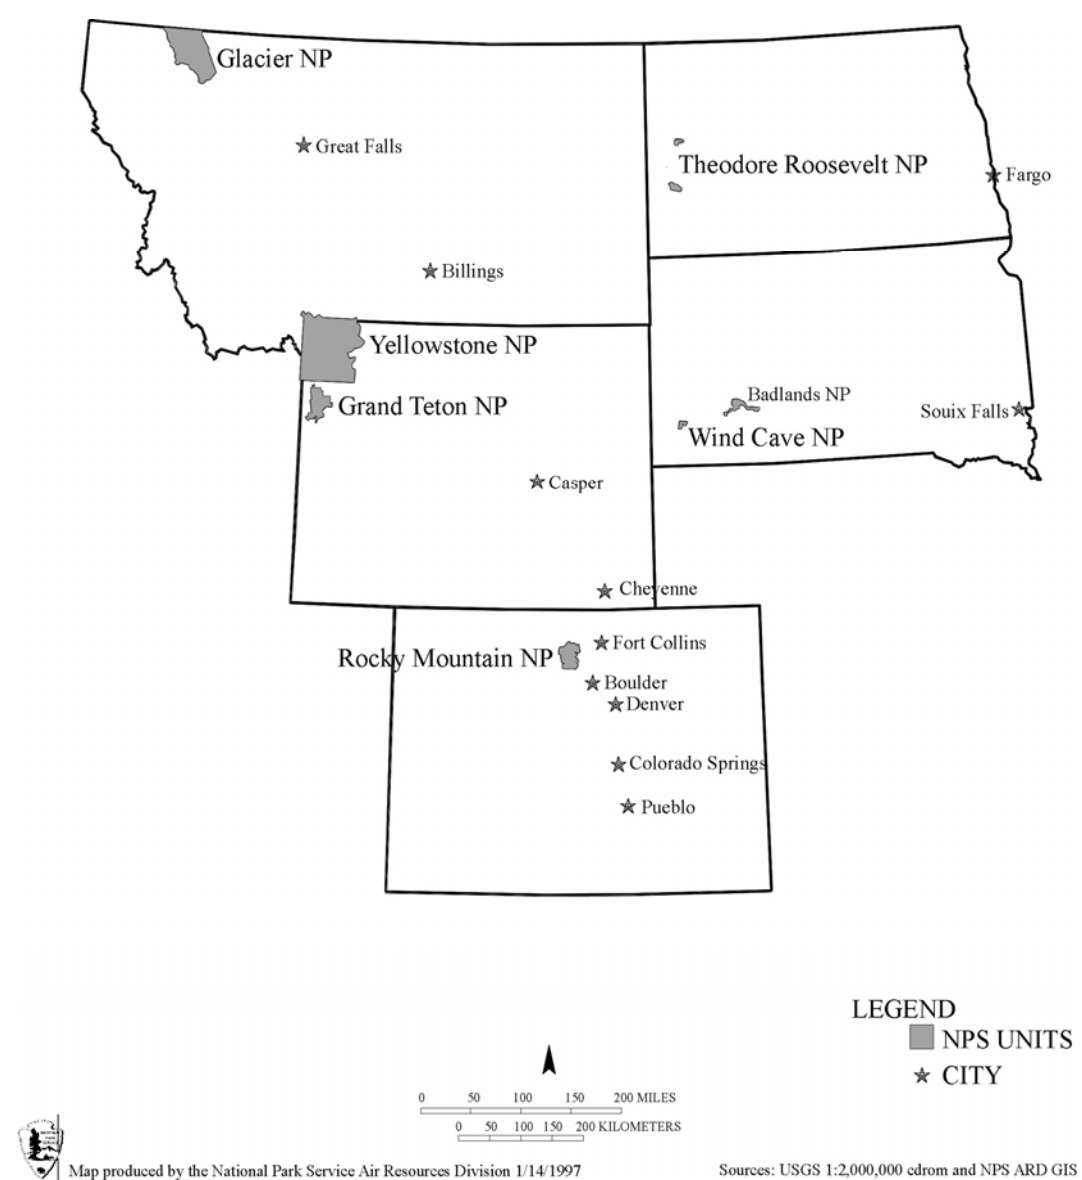 Glacier NP
Great Falls
Theodore Roosevelt NP
Fargo
Billings
Yellowstone NP
Grand Teton NP
Badlands NP
Souix Falls
Wind Cave NP
Casper
Cheyenne
Fort Collins
Rocky Mountain NP
Boulder
Denver
Colorado Springs
Pueblo
LEGEND
NPS UNITS
CITY
0 50 100 150 200 MILES
0 50 100 150 200 KILOMETERS
Map produced by the National Park Service Air Resources Division 1/14/1997
Sources: USGS 1:2,000,000 cdrom and NPS ARD GIS